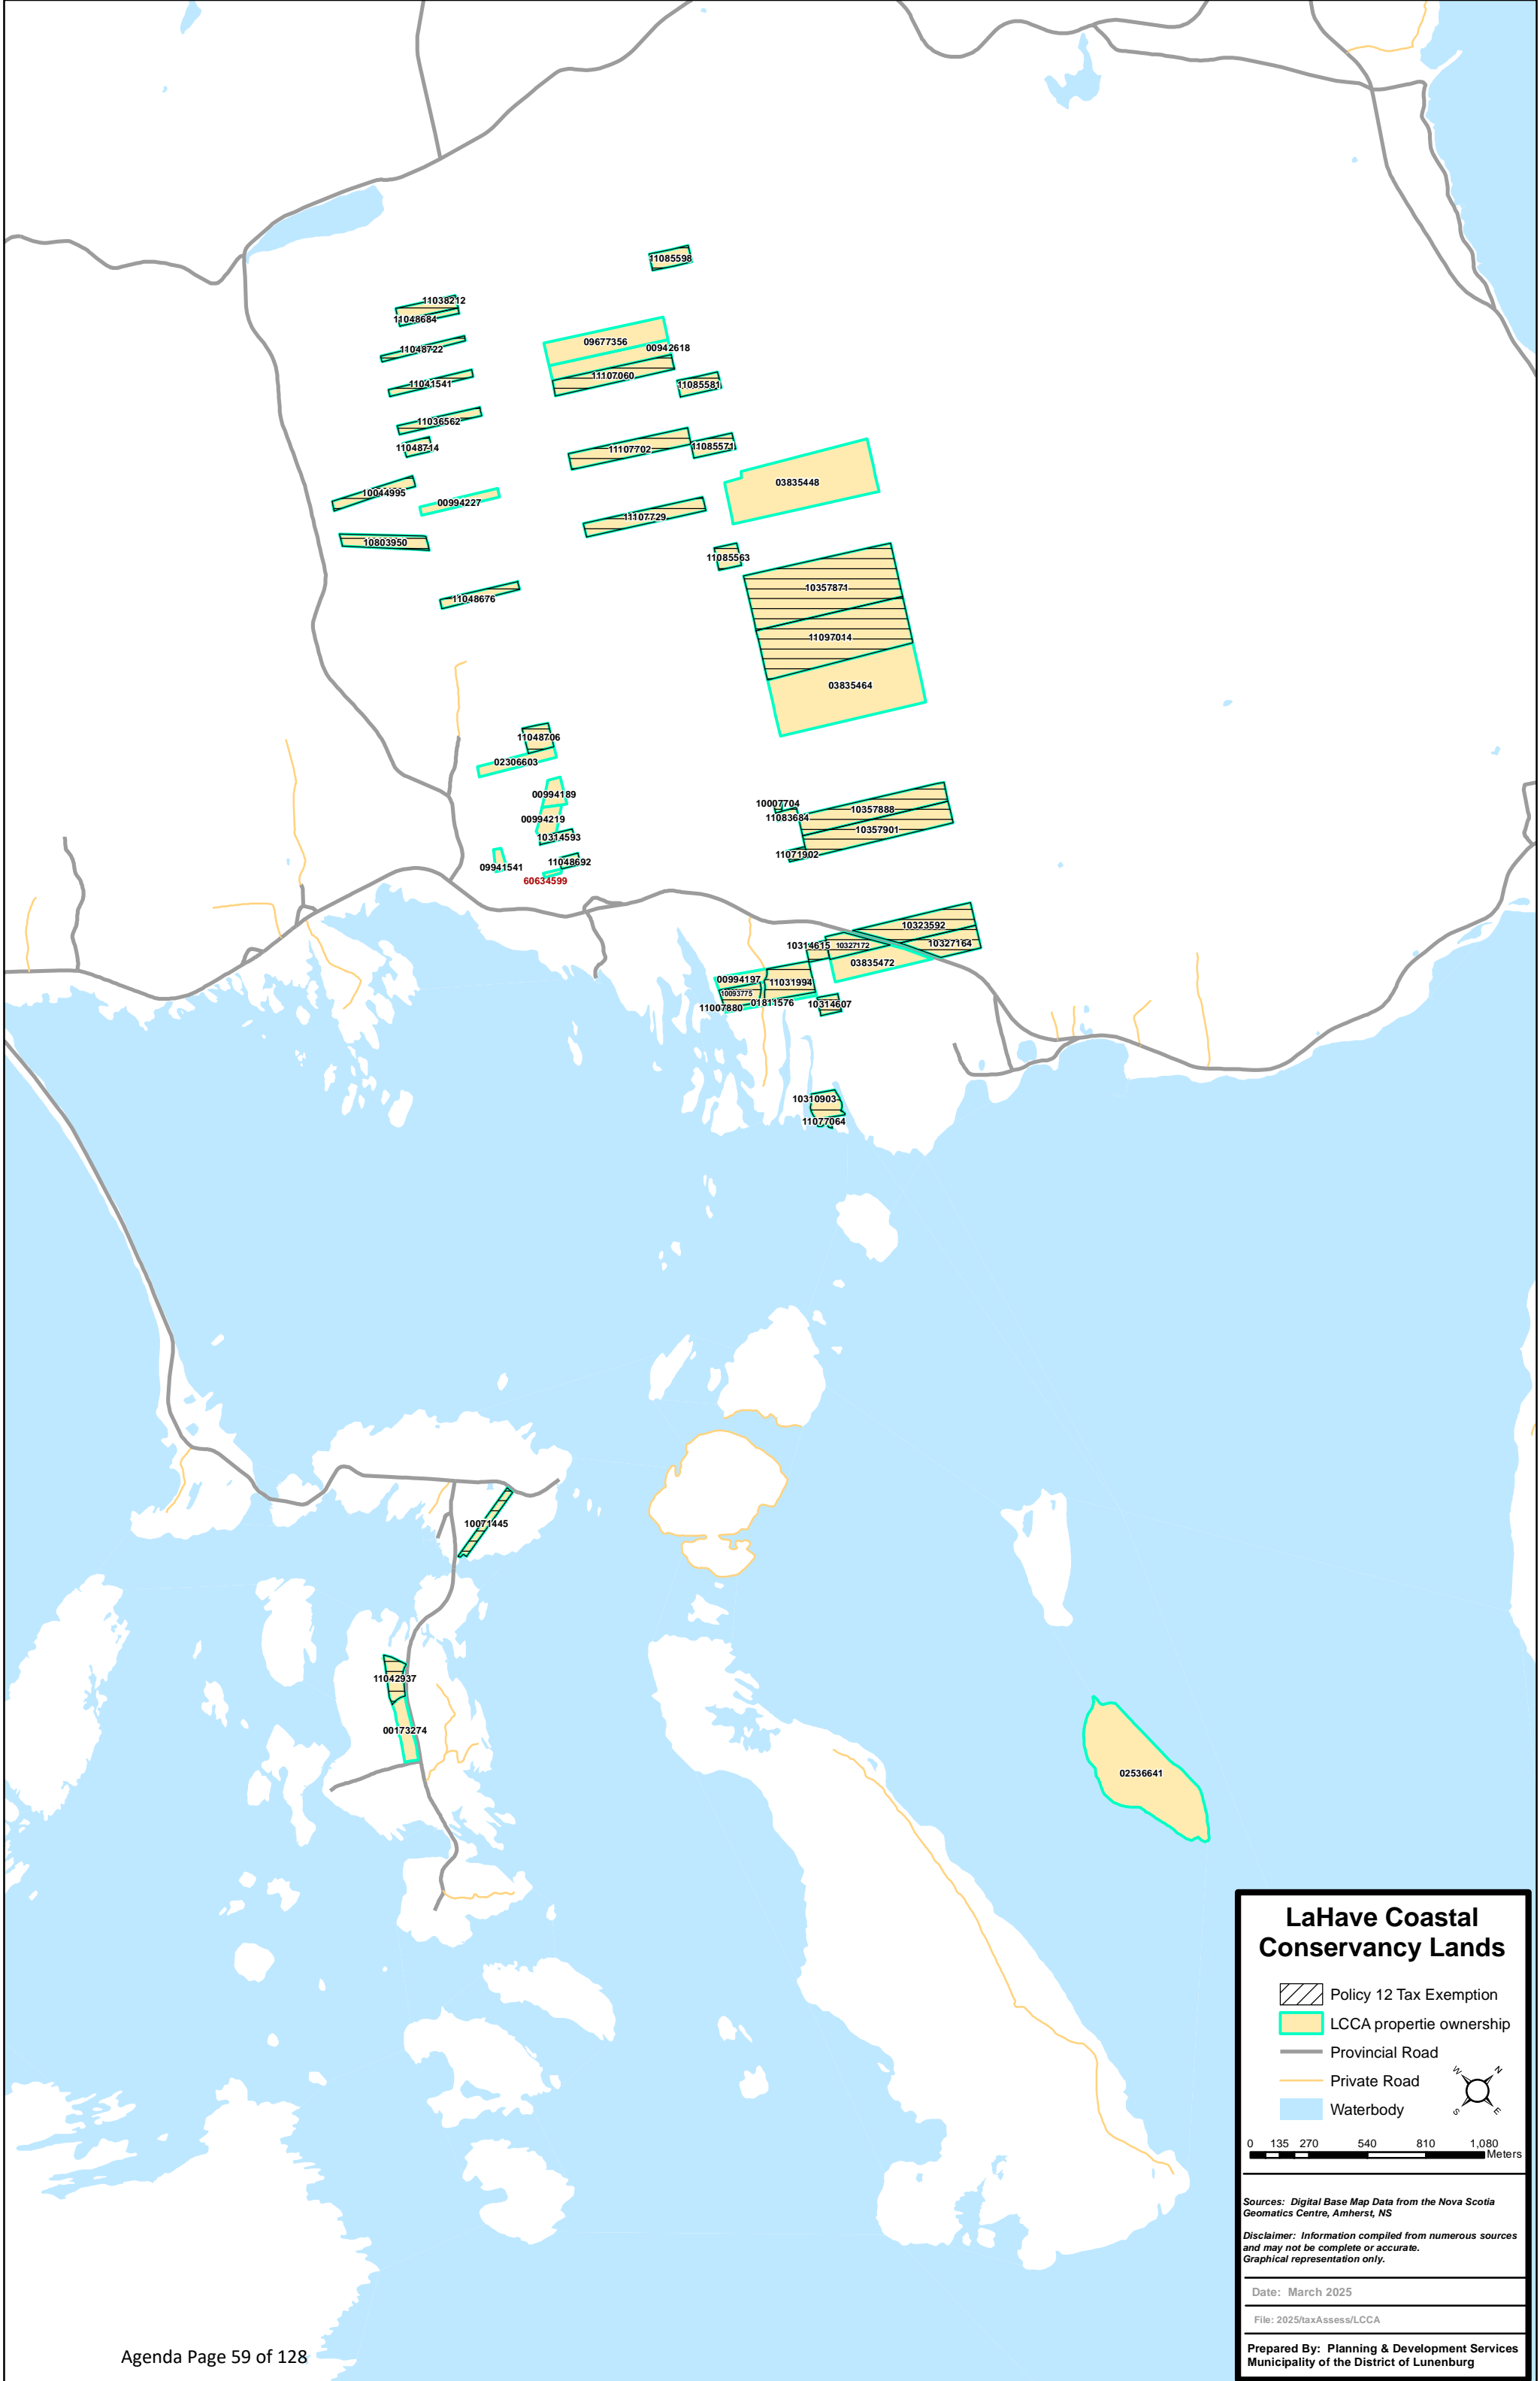 11085598
11038212
11048684
09677356
00942618
11048722
11107060
11041541
11085581
11036562
11048714
11107702
11085571
03835448
10044995
00994227
11107729
10803950
11085563
10357871
11048676
11097014
03835464
11048706
02306603
00994189
10007704
10357888
11083684
00994219
10357901
10314593
11071902
11048692
09941541
60634599
10323592
10314615
10327172
10327164
03835472
00994197
11031994
10093775
01811576
11007880
10314607
10310903
11077064
10071445
11042937
00173274
02536641
LaHave Coastal
Conservancy Lands
Policy 12 Tax Exemption
LCCA propertie ownership
Provincial Road
Private Road
Waterbody
W N
S E
0 135 270 540 810 1,080
Meters
Sources: Digital Base Map Data from the Nova Scotia
Geomatics Centre, Amherst, NS
Disclaimer: Information compiled from numerous sources
and may not be complete or accurate.
Graphical representation only.
Date: March 2025
File: 2025/taxAssess/LCCA
Prepared By: Planning & Development Services
Municipality of the District of Lunenburg
Agenda Page 59 of 128